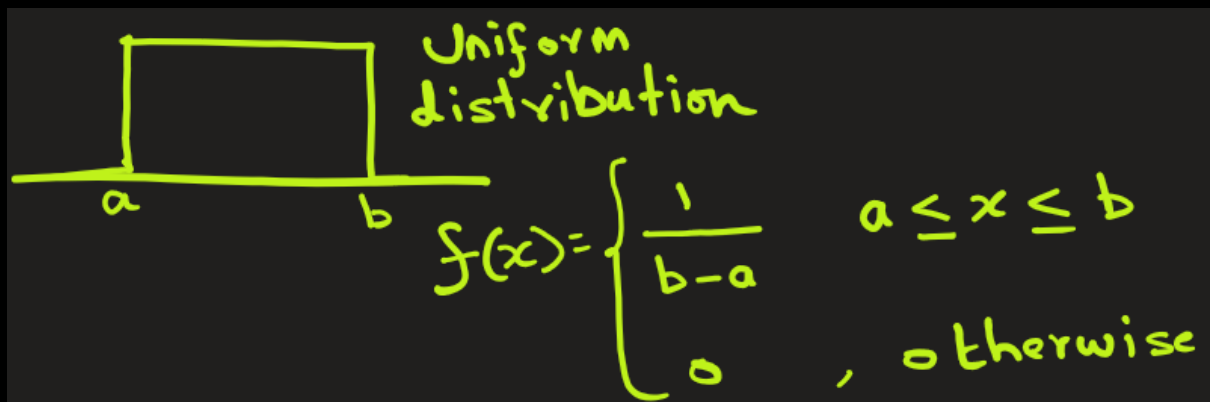 Uniform
distribution
a b
f(x)= { 1/(b-a) a ≤ x ≤ b
0 , otherwise